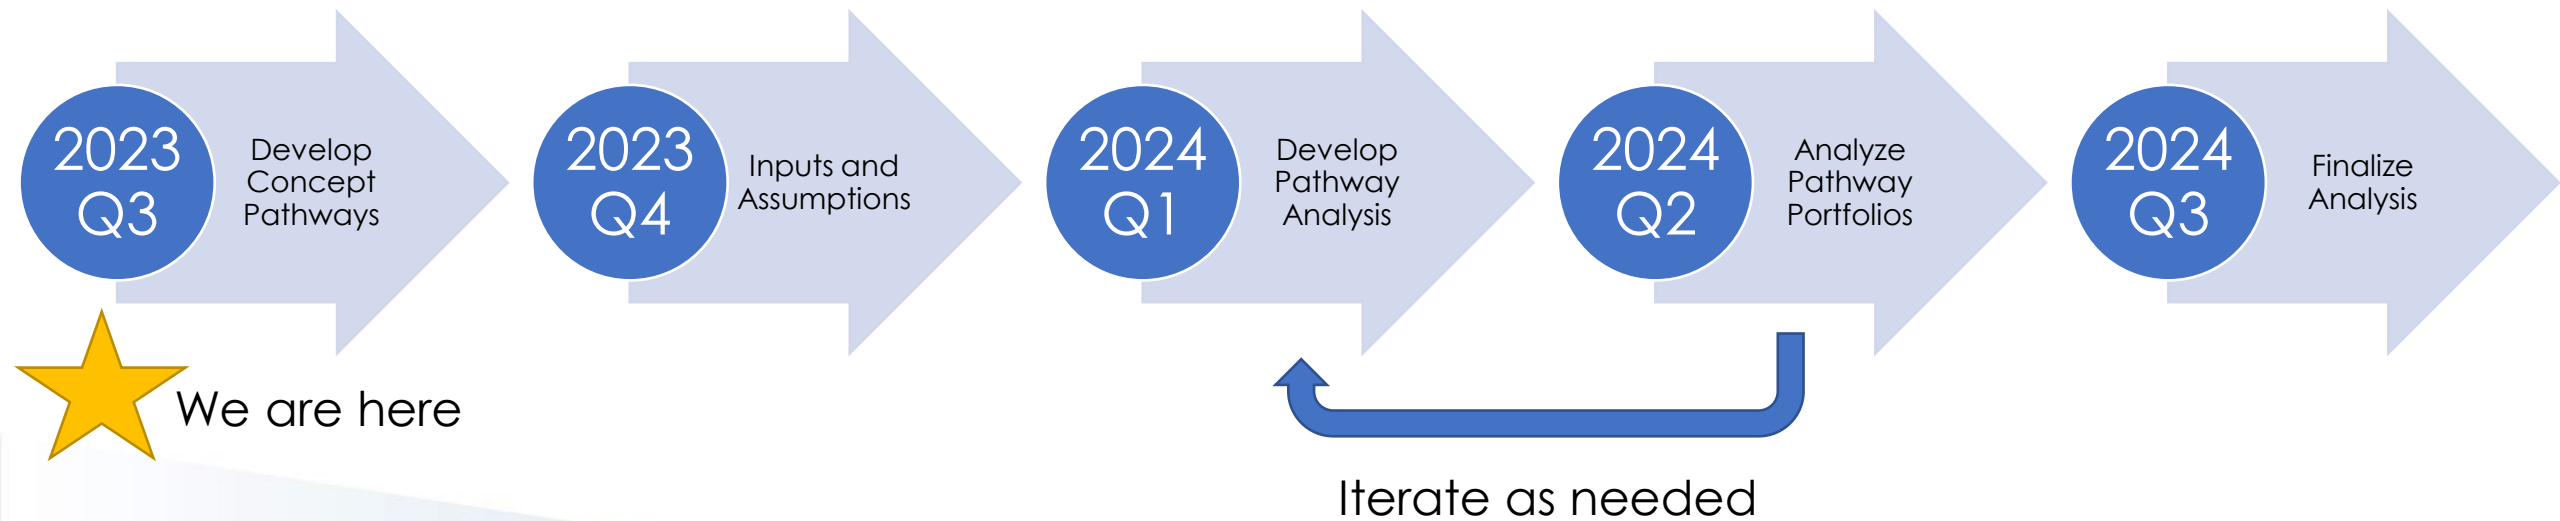 2023
Q3
Develop
Concept
Pathways
2023
Q4
Inputs and
Assumptions
2024
Q1
Develop
Pathway
Analysis
2024
Q2
Analyze
Pathway
Portfolios
2024
Q3
Finalize
Analysis
We are here
Iterate as needed